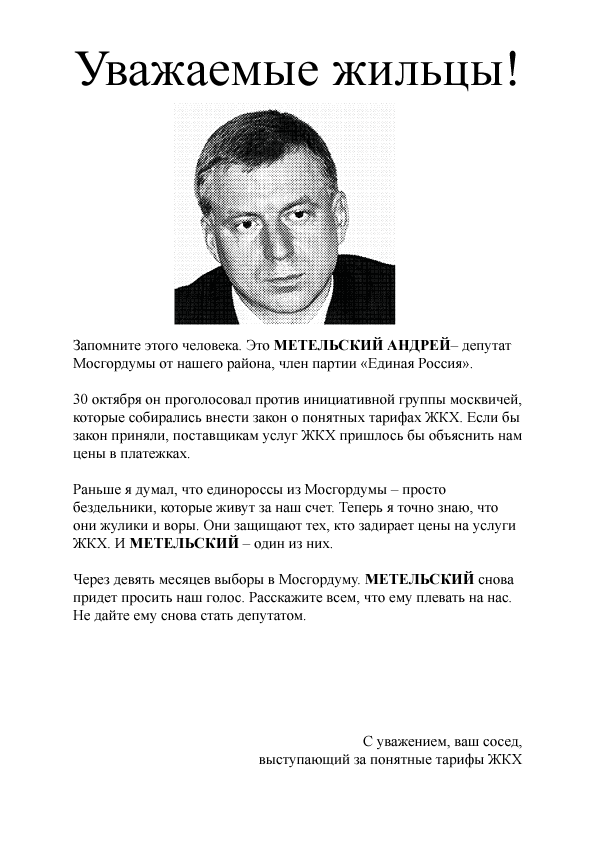 Уважаемые жильцы!
Запомните этого человека. Это МЕТЕЛЬСКИЙ АНДРЕЙ– депутат
Мосгордумы от нашего района, член партии «Единая Россия».
30 октября он проголосовал против инициативной группы москвичей,
которые собирались внести закон о понятных тарифах ЖКХ. Если бы
закон приняли, поставщикам услуг ЖКХ пришлось бы объяснить нам
цены в платежках.
Раньше я думал, что единороссы из Мосгордумы – просто
бездельники, которые живут за наш счет. Теперь я точно знаю, что
они жулики и воры. Они защищают тех, кто задирает цены на услуги
ЖКХ. И МЕТЕЛЬСКИЙ – один из них.
Через девять месяцев выборы в Мосгордуму. МЕТЕЛЬСКИЙ снова
придет просить наш голос. Расскажите всем, что ему плевать на нас.
Не дайте ему снова стать депутатом.
С уважением, ваш сосед,
выступающий за понятные тарифы ЖКХ